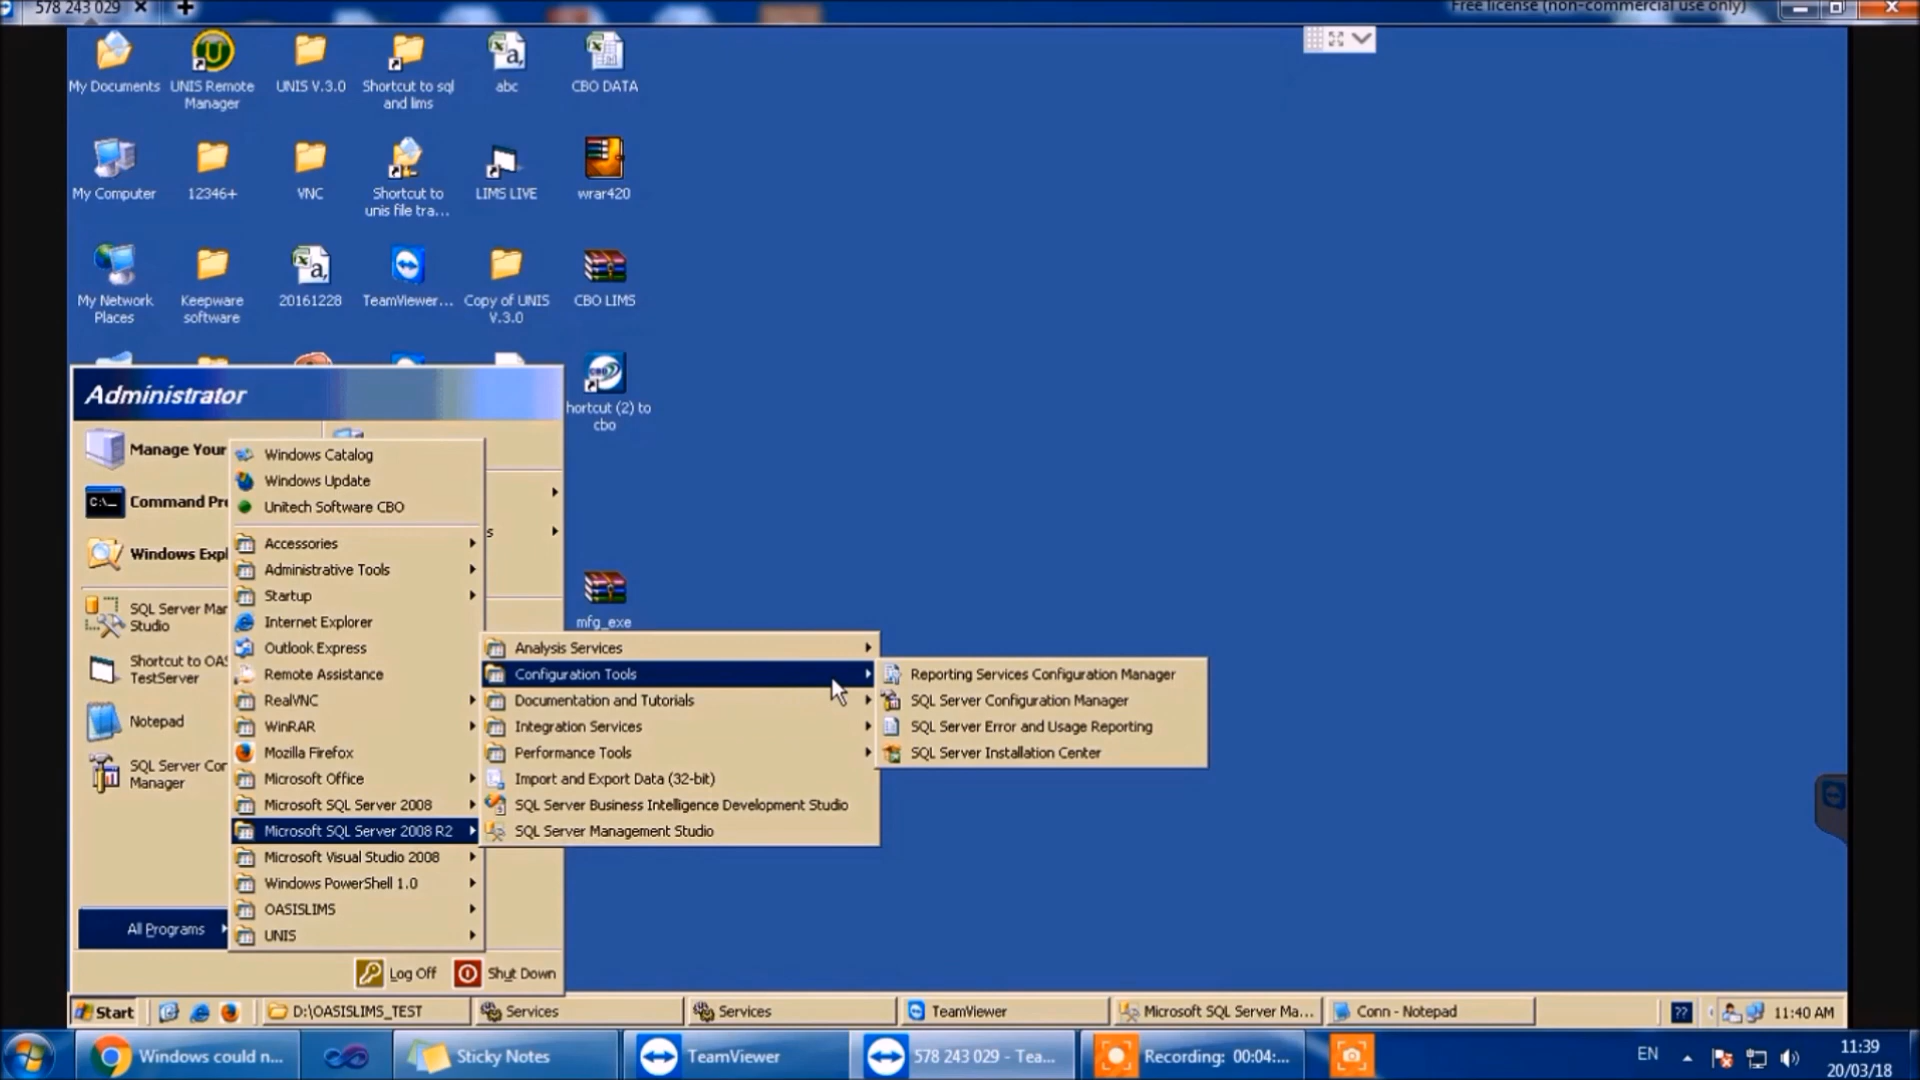 578 243 029
Free license (non-commercial use only)
My Documents
UNIS Remote
Manager
UNIS V.3.0
Shortcut to sql
and lims
abc
CBO DATA
My Computer
12346+
VNC
Shortcut to
unis file tra...
LIMS LIVE
wrar420
My Network
Places
Keepware
software
20161228
TeamViewer...
Copy of UNIS
V.3.0
CBO LIMS
hortcut (2) to
cbo
mfg_exe
Administrator
Manage Your
Command Pro
Windows Expl
SQL Server Mar
Studio
Shortcut to OAS
TestServer
Notepad
SQL Server Cor
Manager
All Programs
Windows Catalog
Windows Update
Unitech Software CBO
s
Accessories
Administrative Tools
Startup
Internet Explorer
Outlook Express
Remote Assistance
RealVNC
WinRAR
Mozilla Firefox
Microsoft Office
Microsoft SQL Server 2008
Microsoft SQL Server 2008 R2
Microsoft Visual Studio 2008
Windows PowerShell 1.0
OASISLIMS
UNIS
Analysis Services
Configuration Tools
Documentation and Tutorials
Integration Services
Performance Tools
Import and Export Data (32-bit)
SQL Server Business Intelligence Development Studio
SQL Server Management Studio
Reporting Services Configuration Manager
SQL Server Configuration Manager
SQL Server Error and Usage Reporting
SQL Server Installation Center
Log Off
Shut Down
Start
D:\OASISLIMS_TEST
Services
Services
TeamViewer
Microsoft SQL Server Ma...
Conn - Notepad
??
11:40 AM
Windows could n...
Sticky Notes
TeamViewer
578 243 029 - Tea...
Recording: 00:04:...
EN
11:39
20/03/18